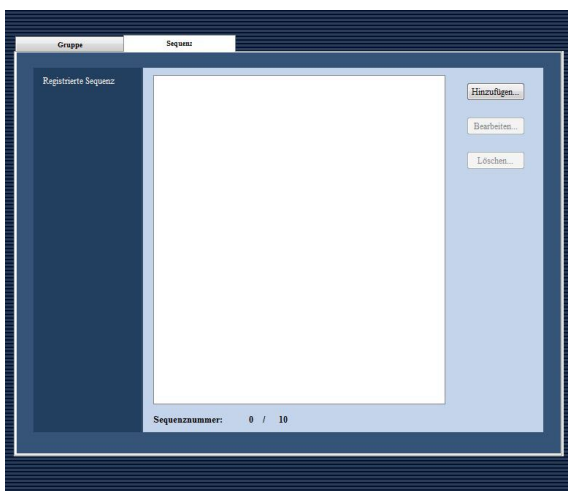 Gruppe
Sequenz
Registrierte Sequenz
Hinzufügen...
Bearbeiten...
Löschen...
Sequenznummer: 0 / 10